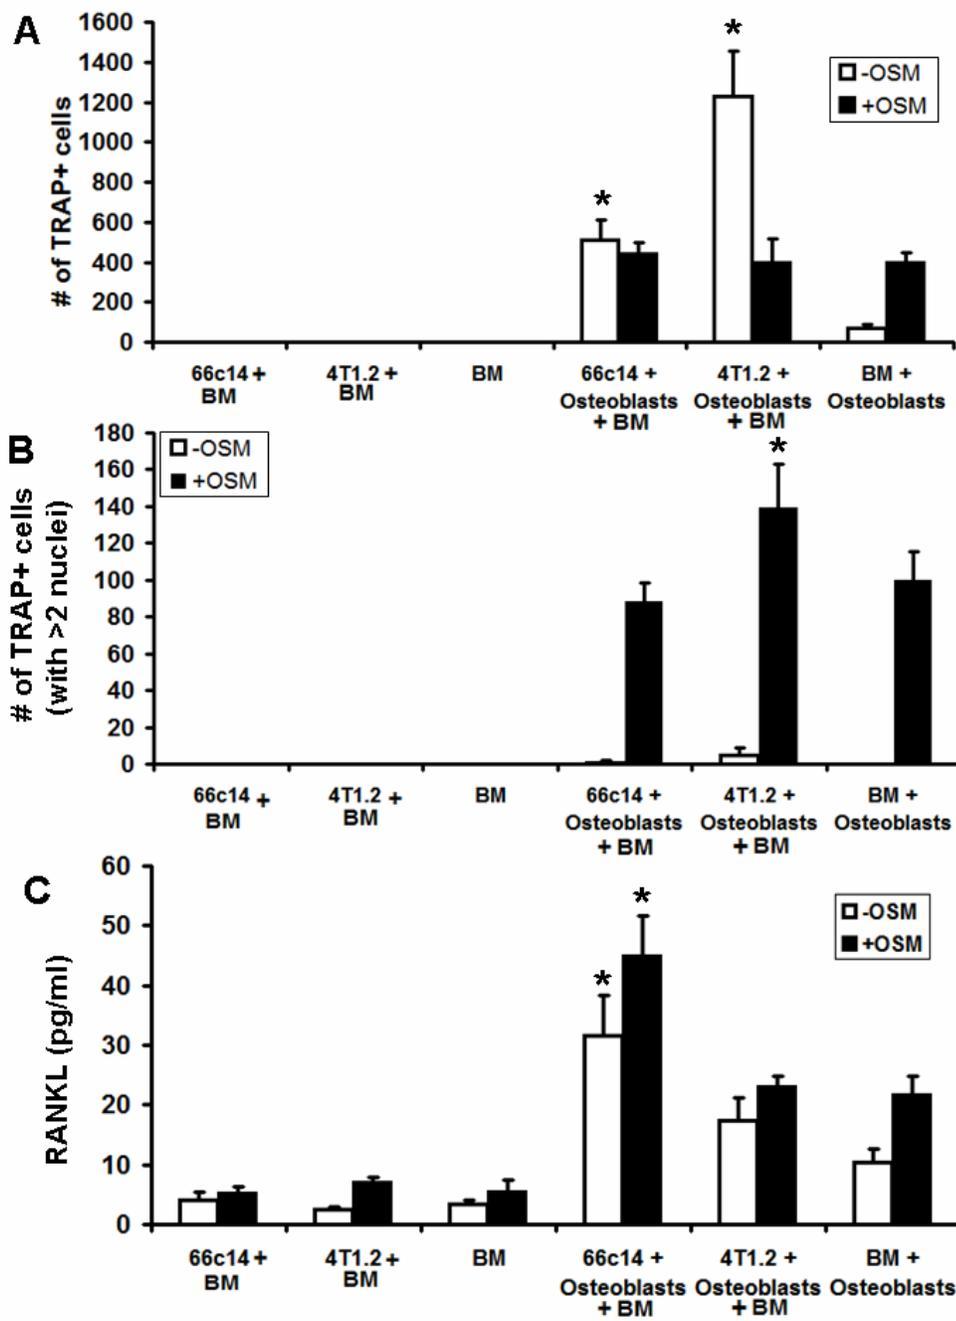 A
# of TRAP+ cells
1600
1400
1200
1000
800
600
400
200
0
*
*
-OSM
+OSM
66c14 +
BM
4T1.2 +
BM
BM
66c14 +
Osteoblasts
+ BM
4T1.2 +
Osteoblasts
+ BM
BM +
Osteoblasts
B
# of TRAP+ cells
(with >2 nuclei)
180
160
140
120
100
80
60
40
20
0
-OSM
+OSM
*
66c14 +
BM
4T1.2 +
BM
BM
66c14 +
Osteoblasts
+ BM
4T1.2 +
Osteoblasts
+ BM
BM +
Osteoblasts
C
RANKL (pg/ml)
60
50
40
30
20
10
0
*
*
-OSM
+OSM
66c14 +
BM
4T1.2 +
BM
BM
66c14 +
Osteoblasts
+ BM
4T1.2 +
Osteoblasts
+ BM
BM +
Osteoblasts